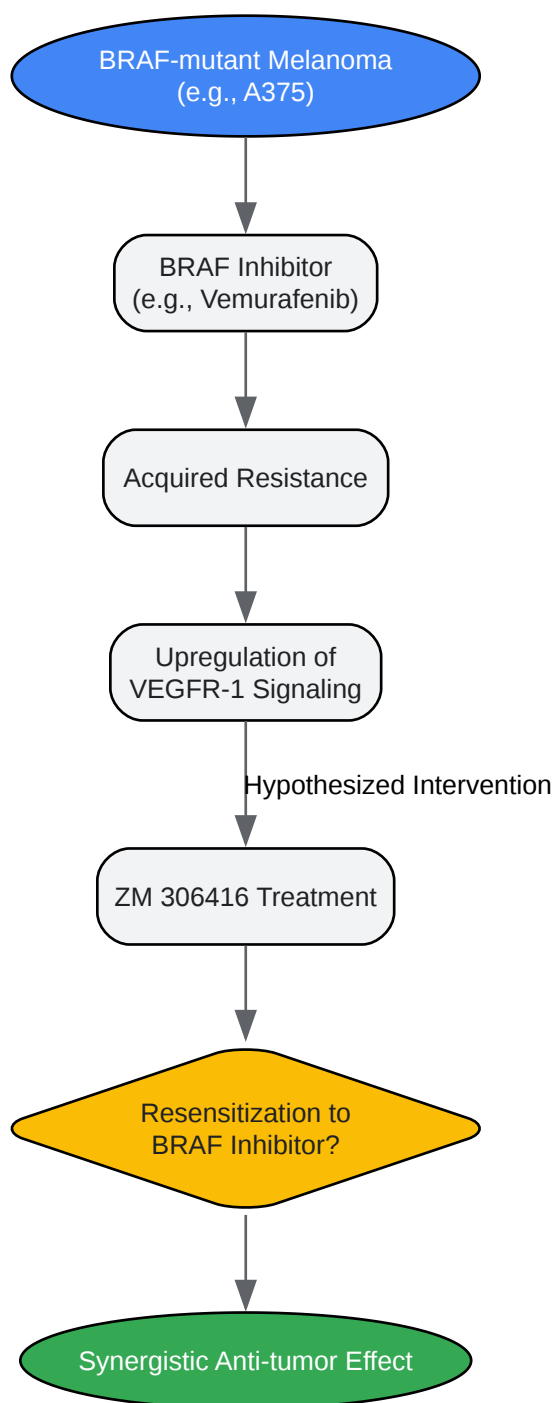 BRAF-mutant Melanoma
(e.g., A375)
BRAF Inhibitor
(e.g., Vemurafenib)
Acquired Resistance
Upregulation of
VEGFR-1 Signaling
Hypothesized Intervention
ZM 306416 Treatment
Resensitization to
BRAF Inhibitor?
Synergistic Anti-tumor Effect